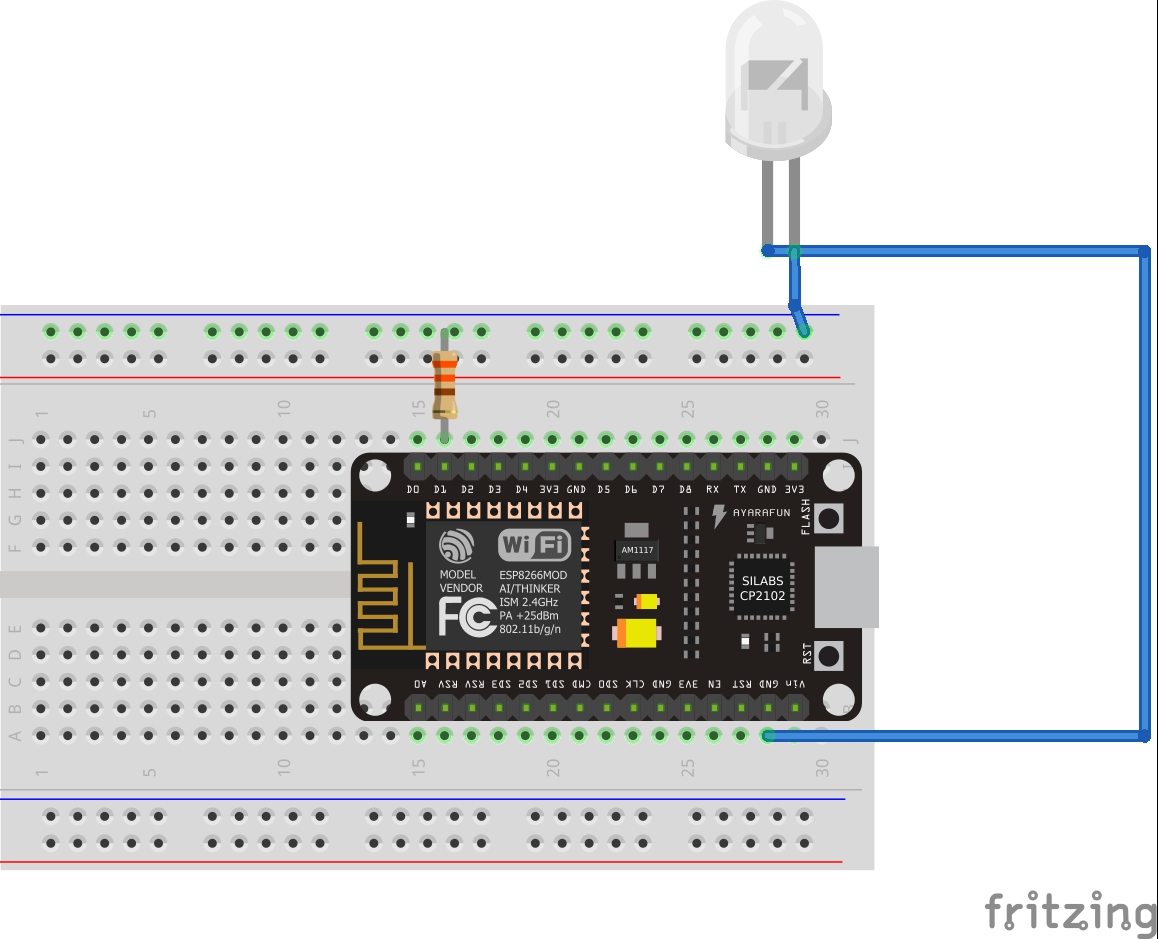 1 5 10 15 20 25 30
J J
I
H
G
F
D0 D1 D2 D3 D4 3V3 GND D5 D6 D7 D8 RX TX GND 3V3
FLASH
AYARAFUN
Wi Fi
MODEL
VENDOR
FC
ESP8266MOD
AI/THINKER
ISM 2.4GHz
PA +25dBm
802.11b/g/n
AM1117
SILABS
CP2102
RST
E
D
C
B
A
A0 RSV RSV SD3 SD2 SD1 CMD SD0 CLK GND 3V3 EN RST GND Vin
1 5 10 15 20 25 30
fritzing